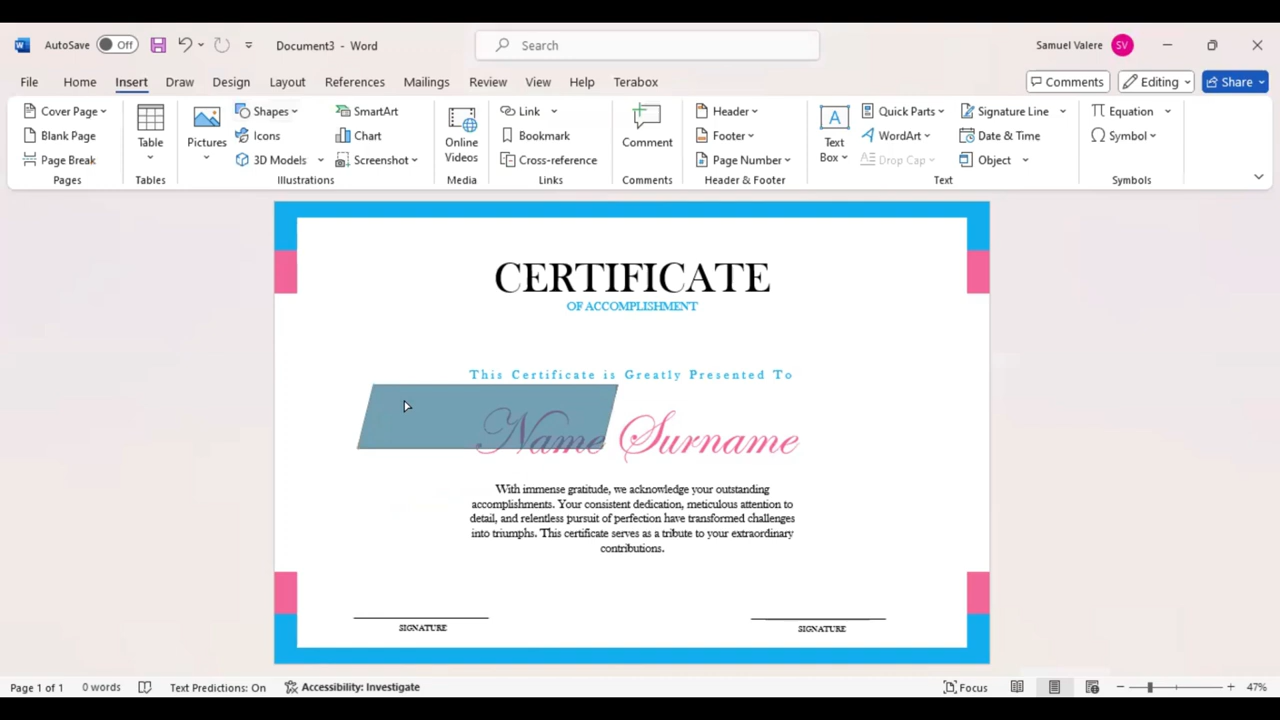 AutoSave Off Document3 - Word Search Samuel Valere SV
File Home Insert Draw Design Layout References Mailings Review View Help Terabox Comments Editing Share
Cover Page
Blank Page
Page Break
Pages
Table
Tables
Pictures
Shapes
Icons
3D Models
SmartArt
Chart
Screenshot
Illustrations
Online
Videos
Media
Link
Bookmark
Cross-reference
Links
Comment
Comments
Header
Footer
Page Number
Header & Footer
A
Text
Box
Quick Parts
WordArt
Drop Cap
Signature Line
Date & Time
Object
Text
Equation
Symbol
Symbols
CERTIFICATE
OF ACCOMPLISHMENT
This Certificate is Greatly Presented To
Name Surname
With immense gratitude, we acknowledge your outstanding
accomplishments. Your consistent dedication, meticulous attention to
detail, and relentless pursuit of perfection have transformed challenges
into triumphs. This certificate serves as a tribute to your extraordinary
contributions.
SIGNATURE
SIGNATURE
Page 1 of 1 0 words Text Predictions: On Accessibility: Investigate Focus 47%